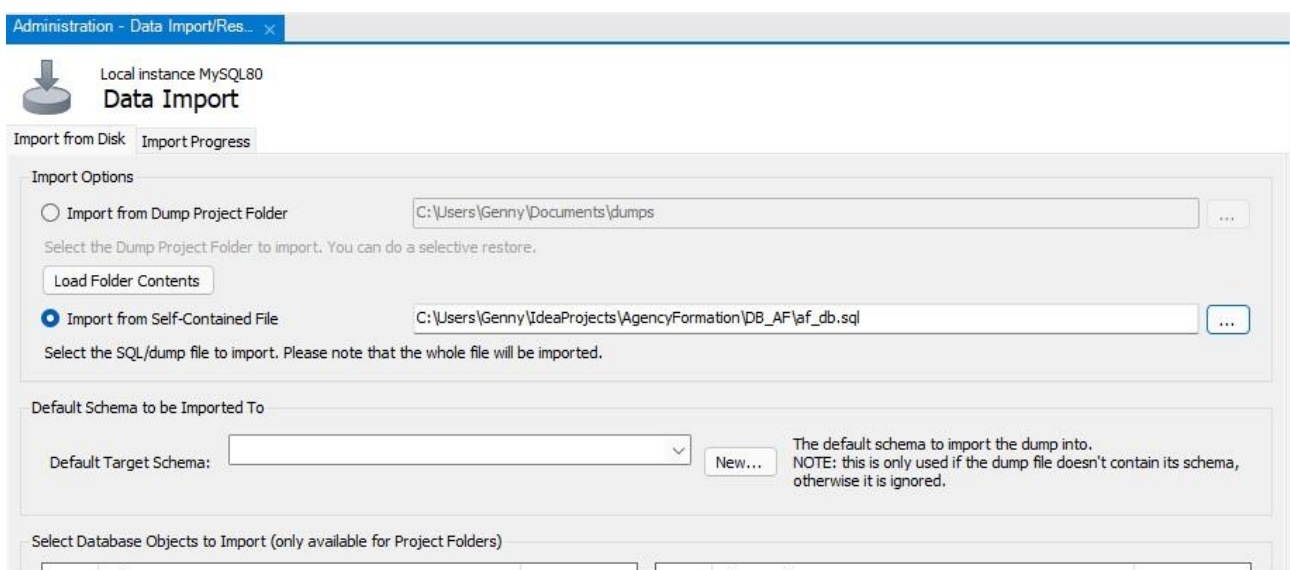 Administration - Data Import/Res...
Local instance MySQL80
Data Import
Import from Disk Import Progress
Import Options
Import from Dump Project Folder C:\Users\Genny\Documents\dumps ...
Select the Dump Project Folder to import. You can do a selective restore.
Load Folder Contents
Import from Self-Contained File C:\Users\Genny\IdeaProjects\AgencyFormation\DB_AF\af_db.sql ...
Select the SQL/dump file to import. Please note that the whole file will be imported.
Default Schema to be Imported To
Default Target Schema: New...
The default schema to import the dump into.
NOTE: this is only used if the dump file doesn't contain its schema,
otherwise it is ignored.
Select Database Objects to Import (only available for Project Folders)